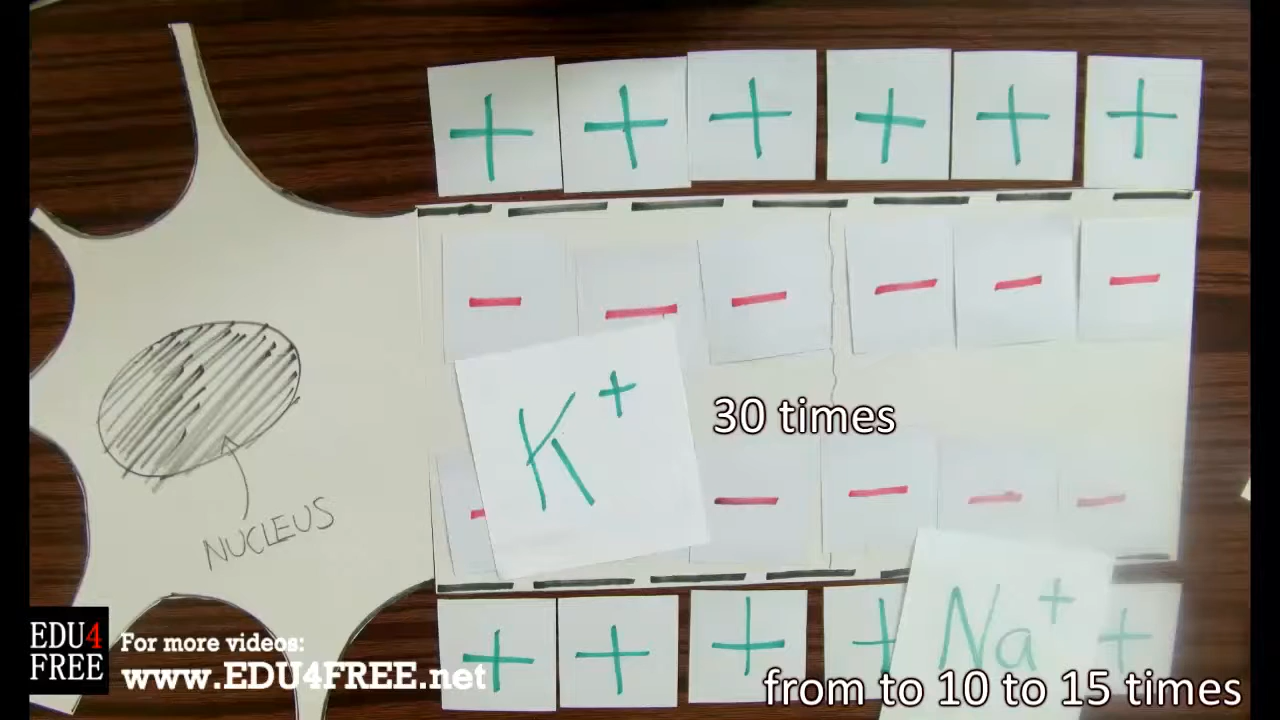 + + + + + +
- - - - - -
K+
30 times
- - - - -
NUCLEUS
+ + + + Na+ +
EDU4
FREE
For more videos:
www.EDU4FREE.net
from to 10 to 15 times